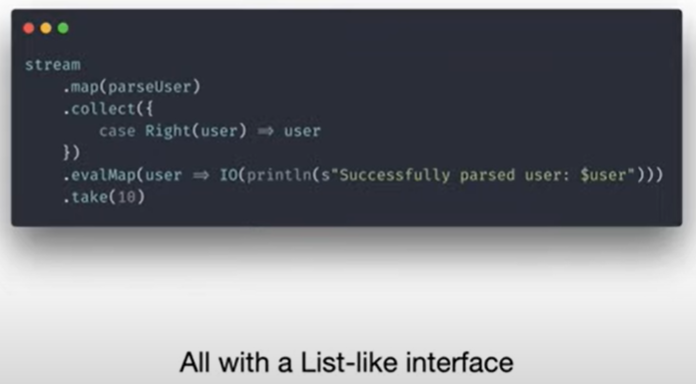 stream
    .map(parseUser)
    .collect({
        case Right(user) ⇒ user
    })
    .evalMap(user ⇒ IO(println(s"Successfully parsed user: $user")))
    .take(10)
All with a List-like interface